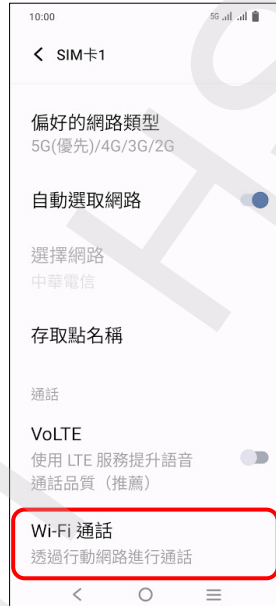 10:00 5G
SIM卡1
偏好的網路類型
5G(優先)/4G/3G/2G
自動選取網路
選擇網路
中華電信
存取點名稱
通話
VoLTE
使用 LTE 服務提升語音
通話品質（推薦）
Wi-Fi 通話
透過行動網路進行通話